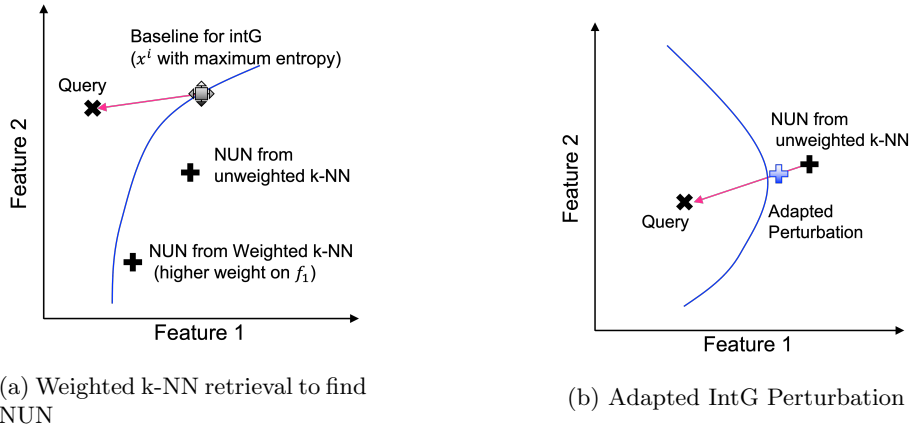 Baseline for intG
(xⁱ with maximum entropy)
Query
NUN from
unweighted k-NN
NUN from Weighted k-NN
(higher weight on f₁)
Feature 2
Feature 1
(a) Weighted k-NN retrieval to find
NUN
NUN from
unweighted k-NN
Query
Adapted
Perturbation
Feature 2
Feature 1
(b) Adapted IntG Perturbation